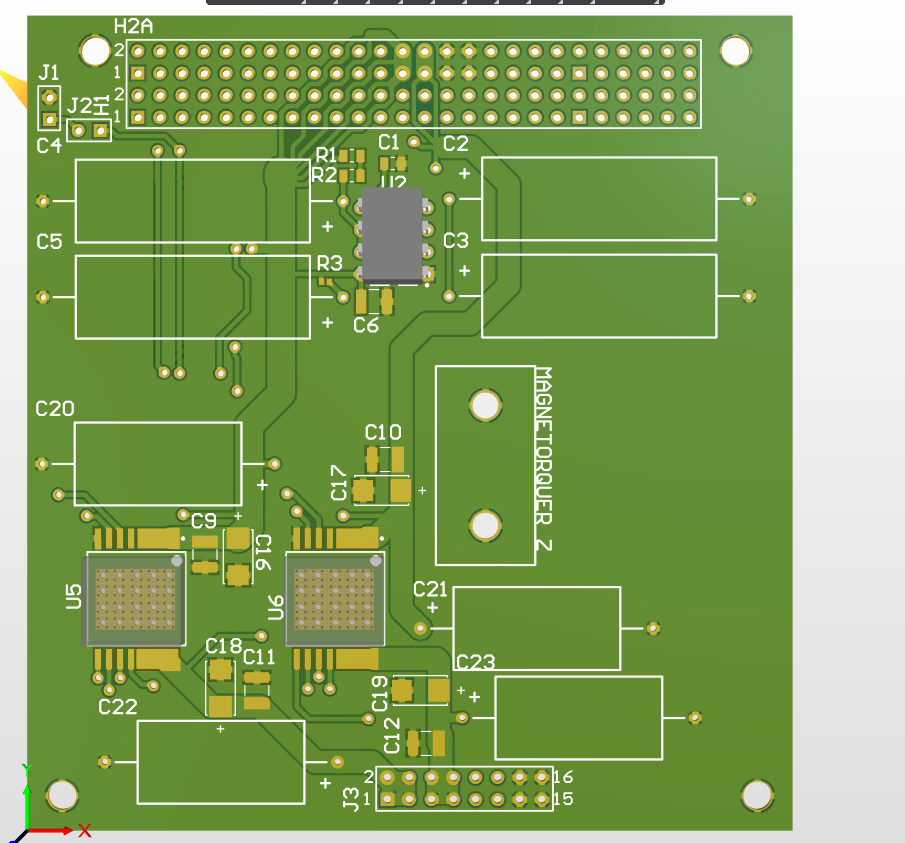 H2A
2
1
2
1
J1
J2
H1
C4
R1
R2
C1
C2
U2
+
+
C5
C3
R3
+
+
C6
C20
+
C10
C17
+
MAGNETORQUER Z
C9
+
C16
U5
U6
C21
+
C18
C11
C23
C19
+
+
C22
+
C12
+
J3
2
1
16
15
Y
X